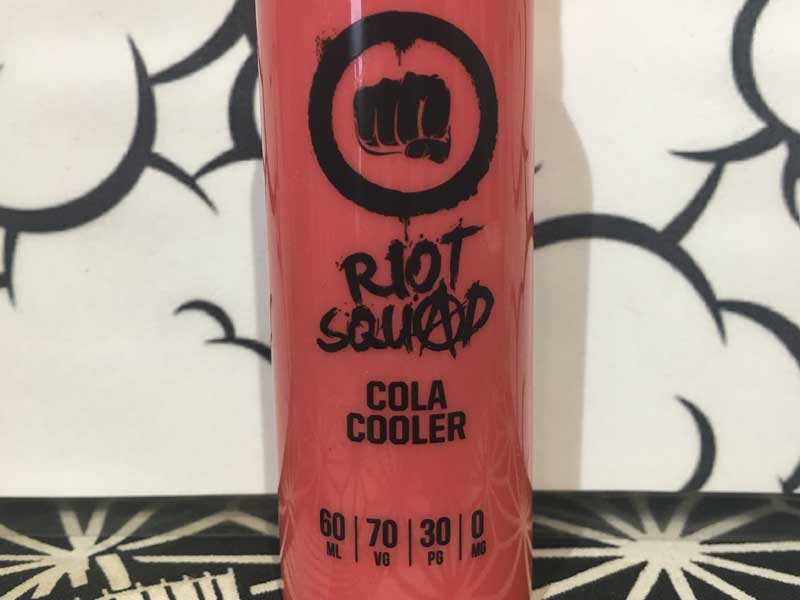 RIOT
SQUAD
COLA
COOLER
60 | 70 | 30 | 0
ML | VG | PG | MG